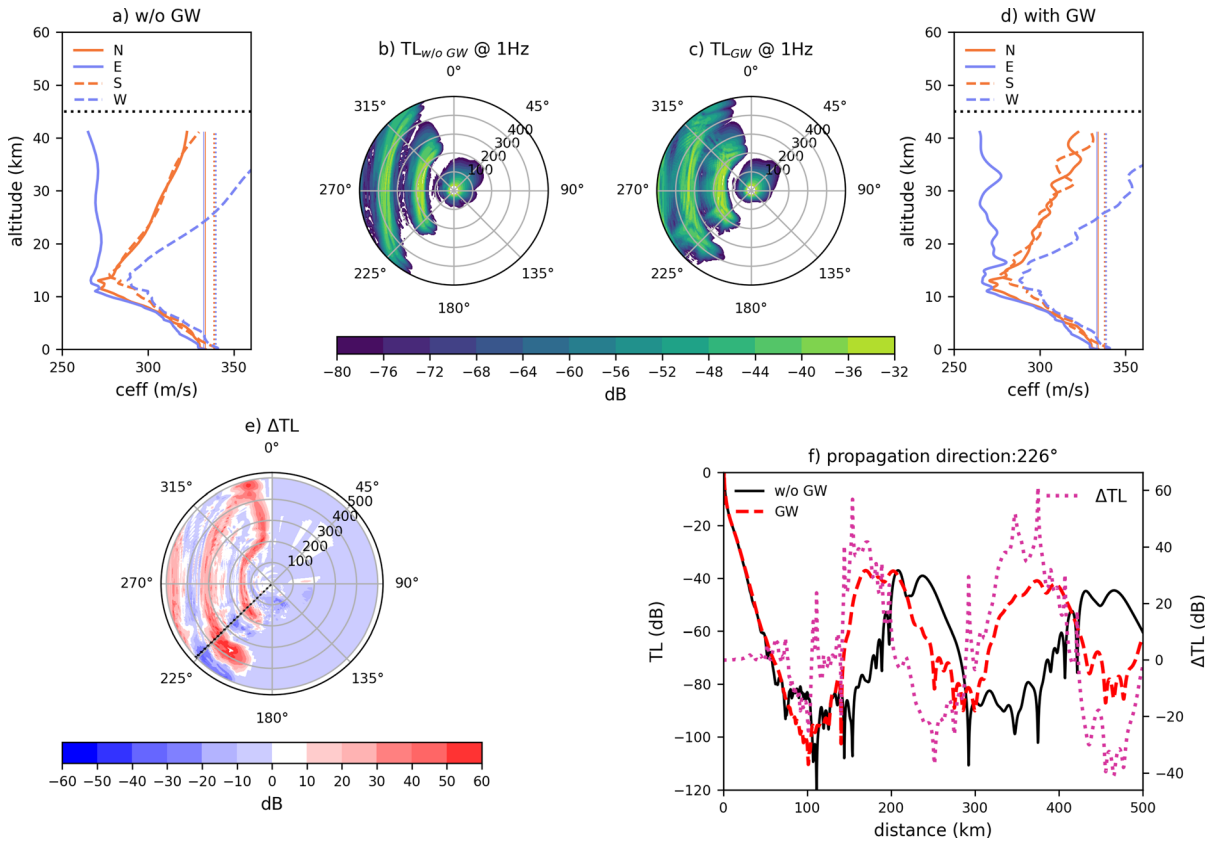 a) w/o GW
60
50
40
30
20
10
0
altitude (km)
N
E
S
W
250
300
350
ceff (m/s)
b) TLw/o GW @ 1Hz
0°
45°
90°
135°
180°
225°
270°
315°
100
200
300
400
c) TLGW @ 1Hz
0°
45°
90°
135°
180°
225°
270°
315°
100
200
300
400
−80 −76 −72 −68 −64 −60 −56 −52 −48 −44 −40 −36 −32
dB
d) with GW
60
50
40
30
20
10
0
altitude (km)
N
E
S
W
250
300
350
ceff (m/s)
e) ΔTL
0°
45°
90°
135°
180°
225°
270°
315°
100
200
300
400
500
−60 −50 −40 −30 −20 −10 0 10 20 30 40 50 60
dB
f) propagation direction:226°
0
−20
−40
−60
−80
−100
−120
TL (dB)
w/o GW
GW
ΔTL
60
40
20
0
−20
−40
ΔTL (dB)
0 100 200 300 400 500
distance (km)